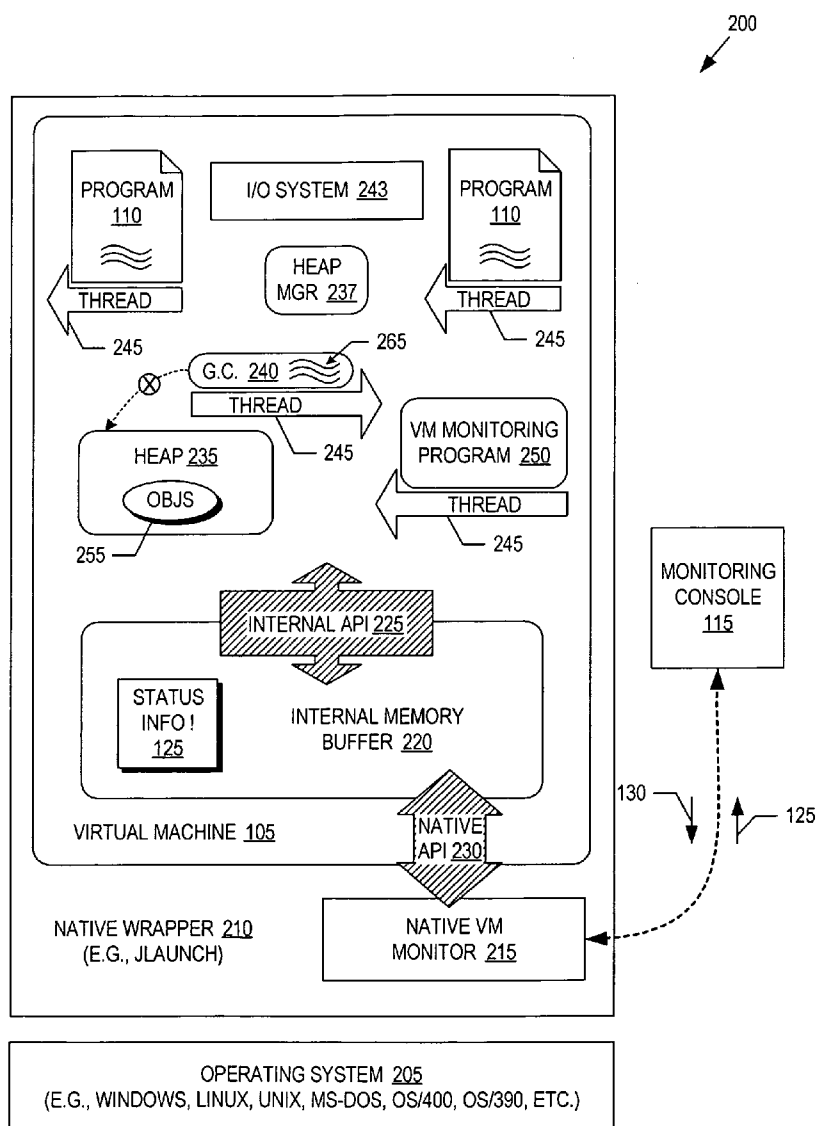 200
PROGRAM
110
I/O SYSTEM 243
PROGRAM
110
HEAP
MGR 237
THREAD
THREAD
245
245
265
G.C. 240
THREAD
245
HEAP 235
OBJS
255
VM MONITORING
PROGRAM 250
THREAD
245
MONITORING
CONSOLE
115
INTERNAL API 225
STATUS
INFO!
125
INTERNAL MEMORY
BUFFER 220
130
125
VIRTUAL MACHINE 105
NATIVE
API 230
NATIVE WRAPPER 210
(E.G., JLAUNCH)
NATIVE VM
MONITOR 215
OPERATING SYSTEM 205
(E.G., WINDOWS, LINUX, UNIX, MS-DOS, OS/400, OS/390, ETC.)